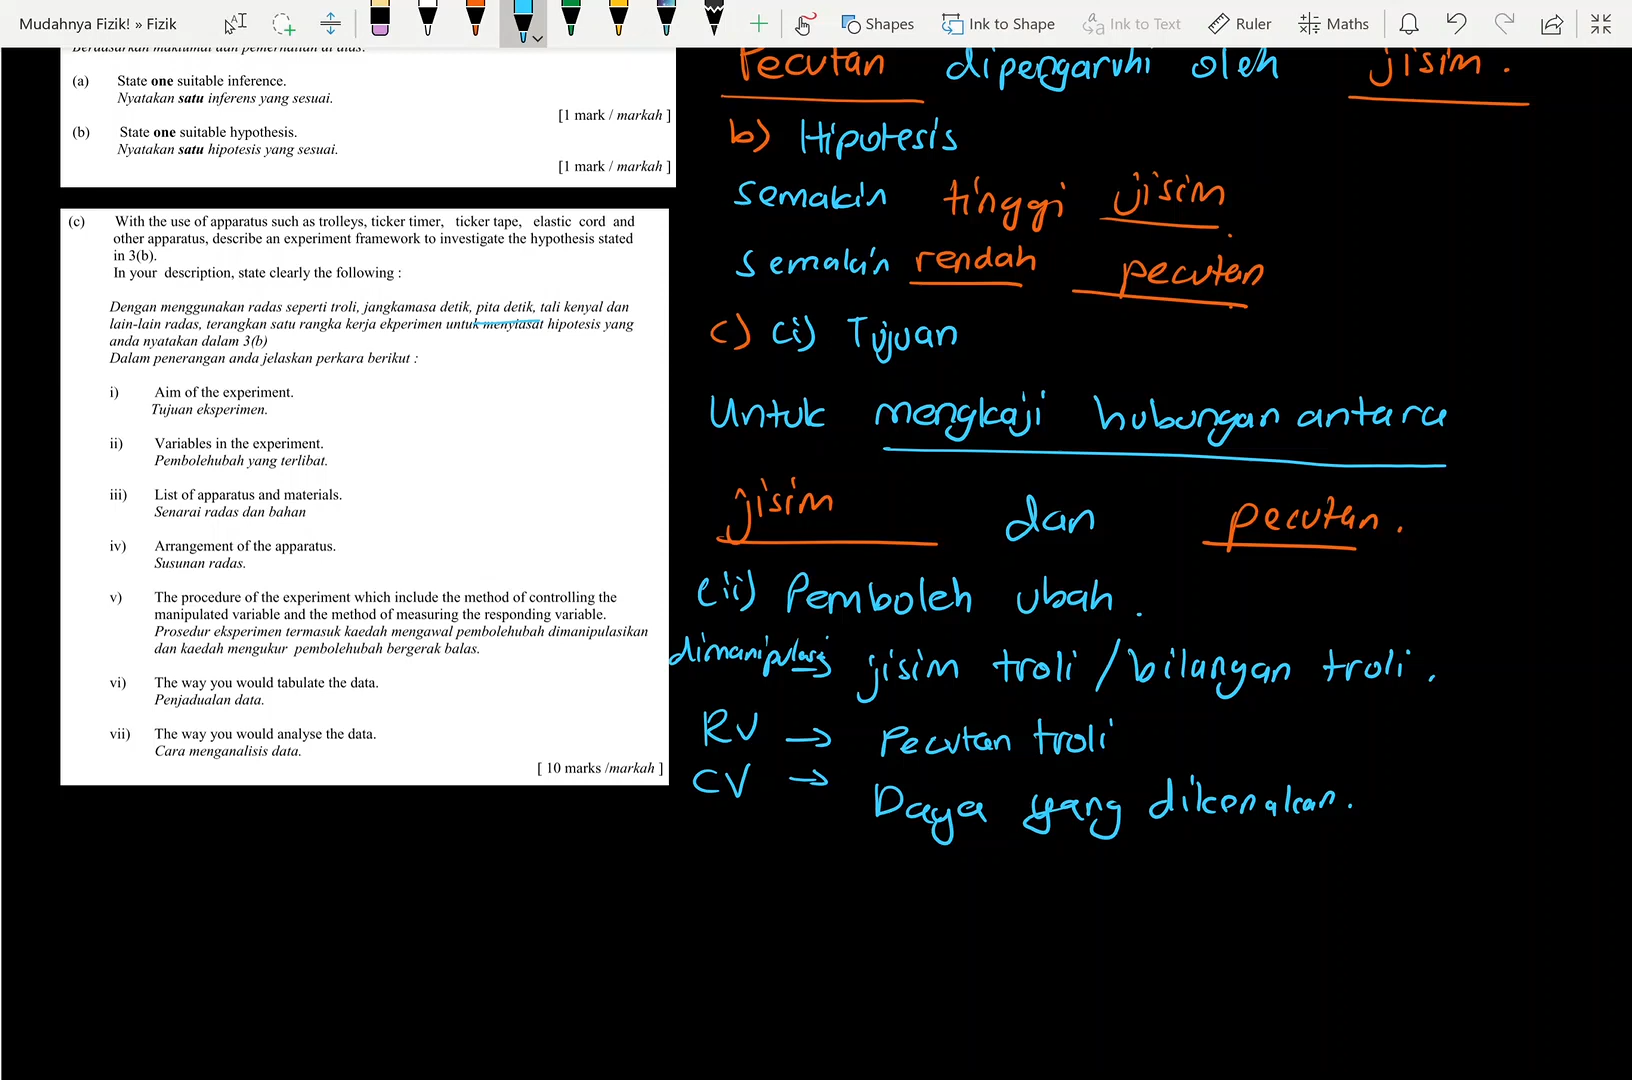 Mudahnya Fizik! » Fizik
Shapes
Ink to Shape
Ink to Text
Ruler
Maths
Berdasarkan maklumat dan pemerhatian di atas:
(a) State one suitable inference.
Nyatakan satu inferens yang sesuai.
[1 mark / markah ]
(b) State one suitable hypothesis.
Nyatakan satu hipotesis yang sesuai.
[1 mark / markah ]
(c) With the use of apparatus such as trolleys, ticker timer, ticker tape, elastic cord and
other apparatus, describe an experiment framework to investigate the hypothesis stated
in 3(b).
In your description, state clearly the following :
Dengan menggunakan radas seperti troli, jangkamasa detik, pita detik, tali kenyal dan
lain-lain radas, terangkan satu rangka kerja ekperimen untuk menyiasat hipotesis yang
anda nyatakan dalam 3(b)
Dalam penerangan anda jelaskan perkara berikut :
i) Aim of the experiment.
Tujuan eksperimen.
ii) Variables in the experiment.
Pembolehubah yang terlibat.
iii) List of apparatus and materials.
Senarai radas dan bahan
iv) Arrangement of the apparatus.
Susunan radas.
v) The procedure of the experiment which include the method of controlling the
manipulated variable and the method of measuring the responding variable.
Prosedur eksperimen termasuk kaedah mengawal pembolehubah dimanipulasikan
dan kaedah mengukur pembolehubah bergerak balas.
vi) The way you would tabulate the data.
Penjadualan data.
vii) The way you would analyse the data.
Cara menganalisis data.
[ 10 marks /markah ]
Pecutan dipengaruhi oleh jisim.
b) Hipotesis
semakin tinggi jisim
semakin rendah pecutan
c) (i) Tujuan
Untuk mengkaji hubungan antara
jisim dan pecutan.
(ii) Pemboleh ubah.
dimanipulasi jisim troli / bilangan troli.
RV → Pecutan troli
CV → Daya yang dikenakan.